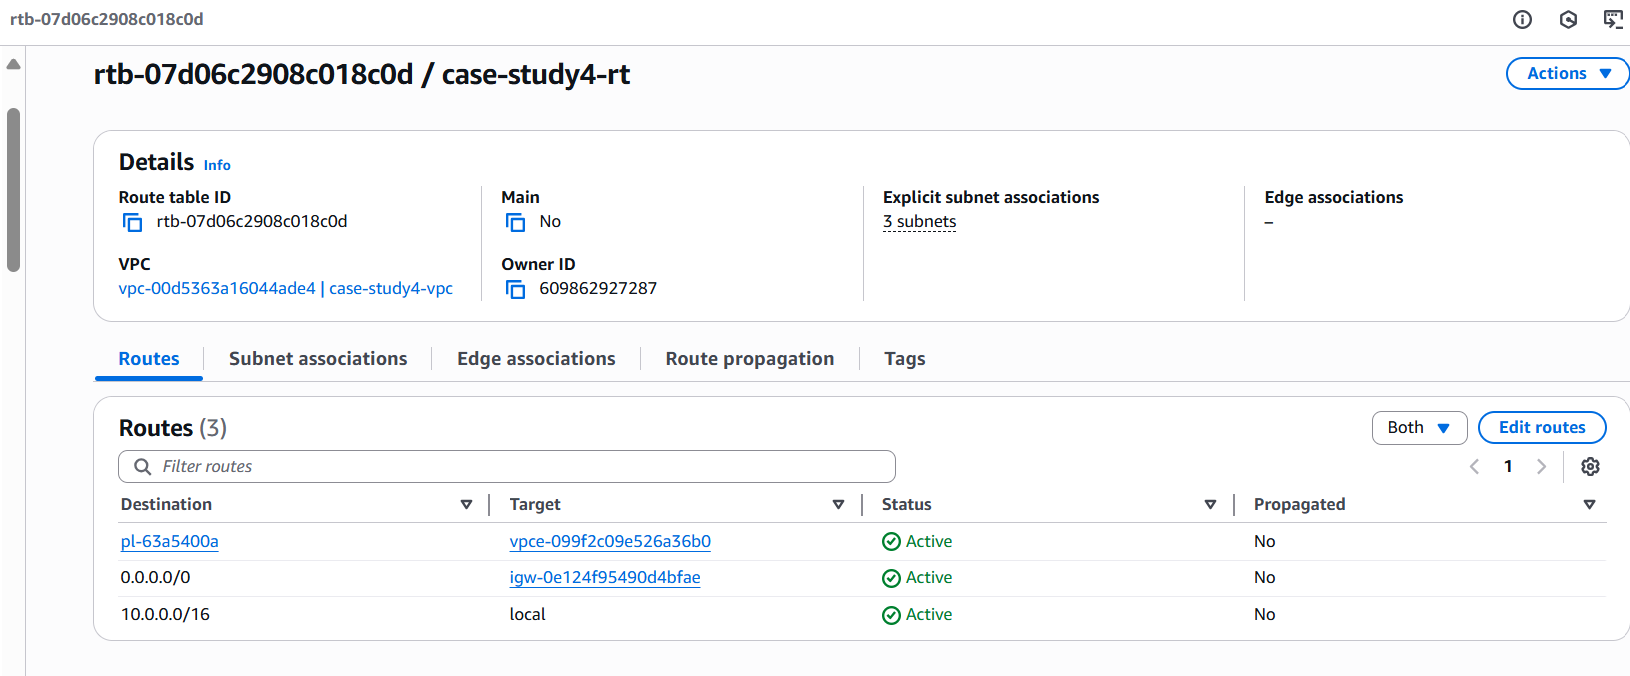 rtb-07d06c2908c018c0d
rtb-07d06c2908c018c0d / case-study4-rt
Actions
Details Info
Route table ID
rtb-07d06c2908c018c0d
Main
No
Explicit subnet associations
3 subnets
Edge associations
–
VPC
vpc-00d5363a16044ade4 | case-study4-vpc
Owner ID
609862927287
Routes Subnet associations Edge associations Route propagation Tags
Routes (3)
Both Edit routes
Filter routes
1
Destination Target Status Propagated
pl-63a5400a vpce-099f2c09e526a36b0 Active No
0.0.0.0/0 igw-0e124f95490d4bfae Active No
10.0.0.0/16 local Active No